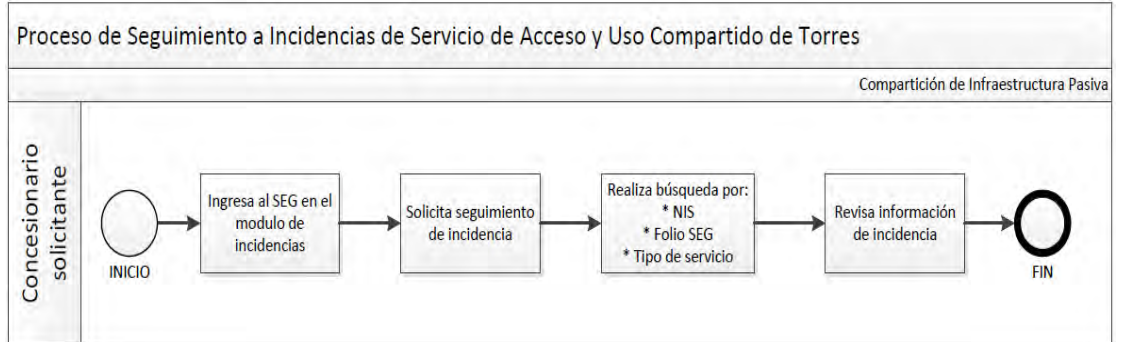 Proceso de Seguimiento a Incidencias de Servicio de Acceso y Uso Compartido de Torres
Compartición de Infraestructura Pasiva
Concesionario
solicitante
INICIO
Ingresa al SEG en el
modulo de
incidencias
Solicita seguimiento
de incidencia
Realiza búsqueda por:
* NIS
* Folio SEG
* Tipo de servicio
Revisa información
de incidencia
FIN